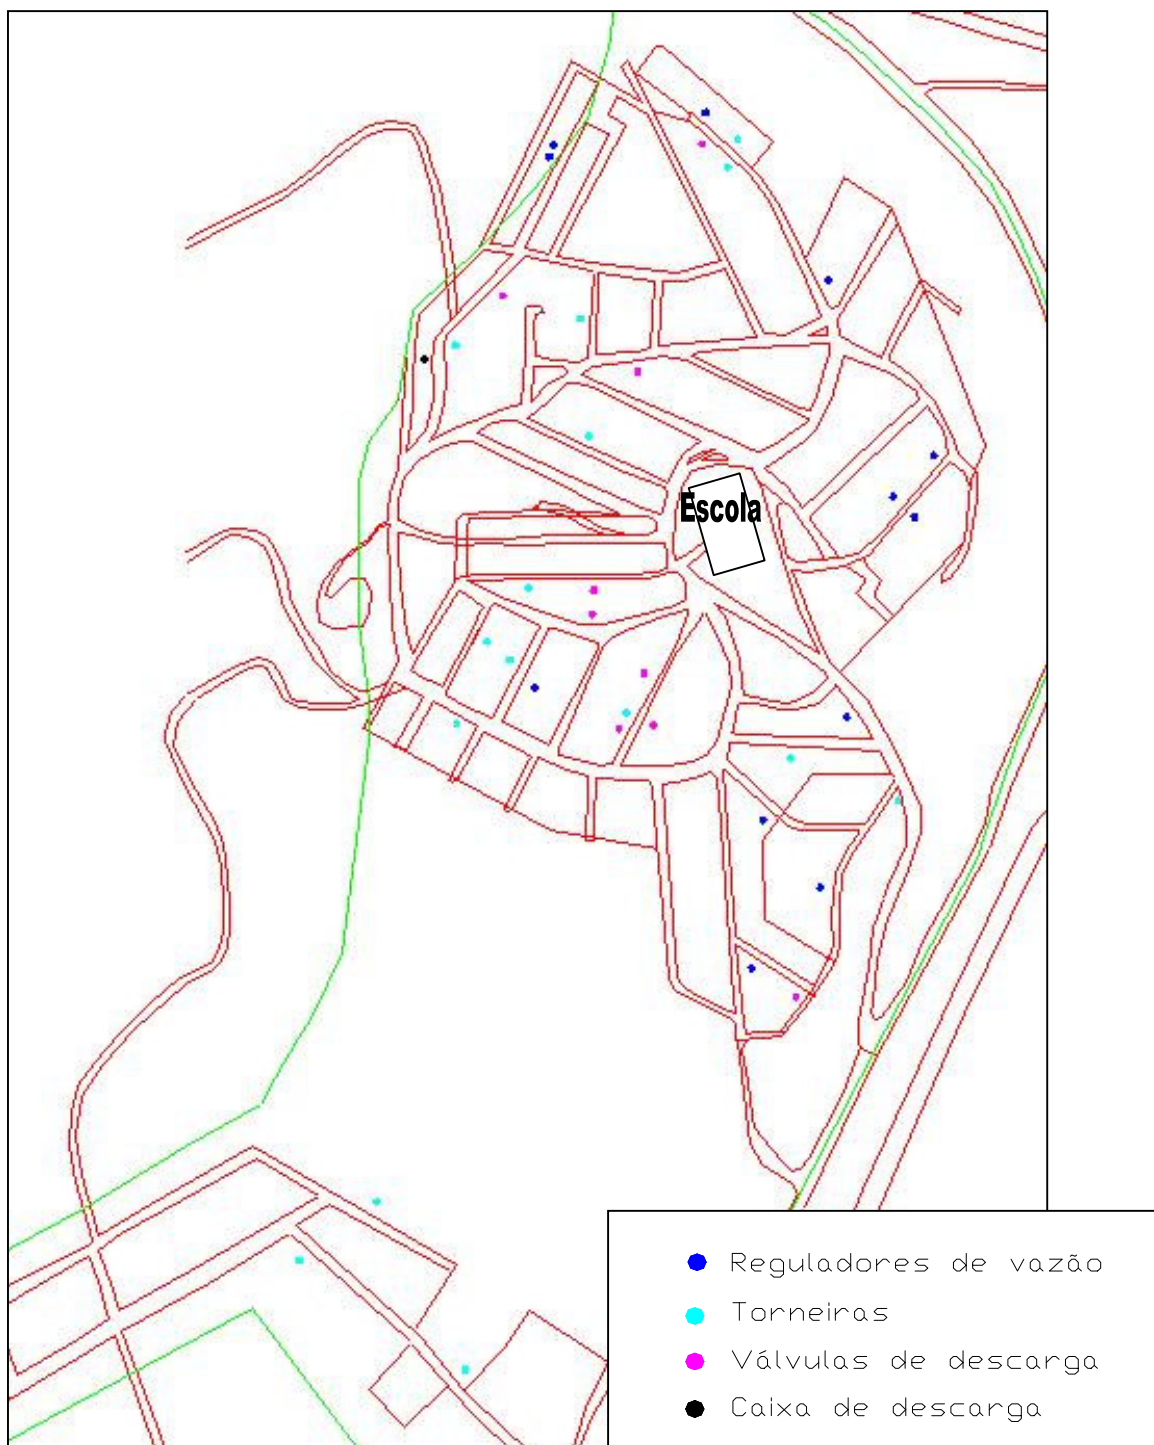 Escola
Reguladores de vazão
Torneiras
Válvulas de descarga
Caixa de descarga